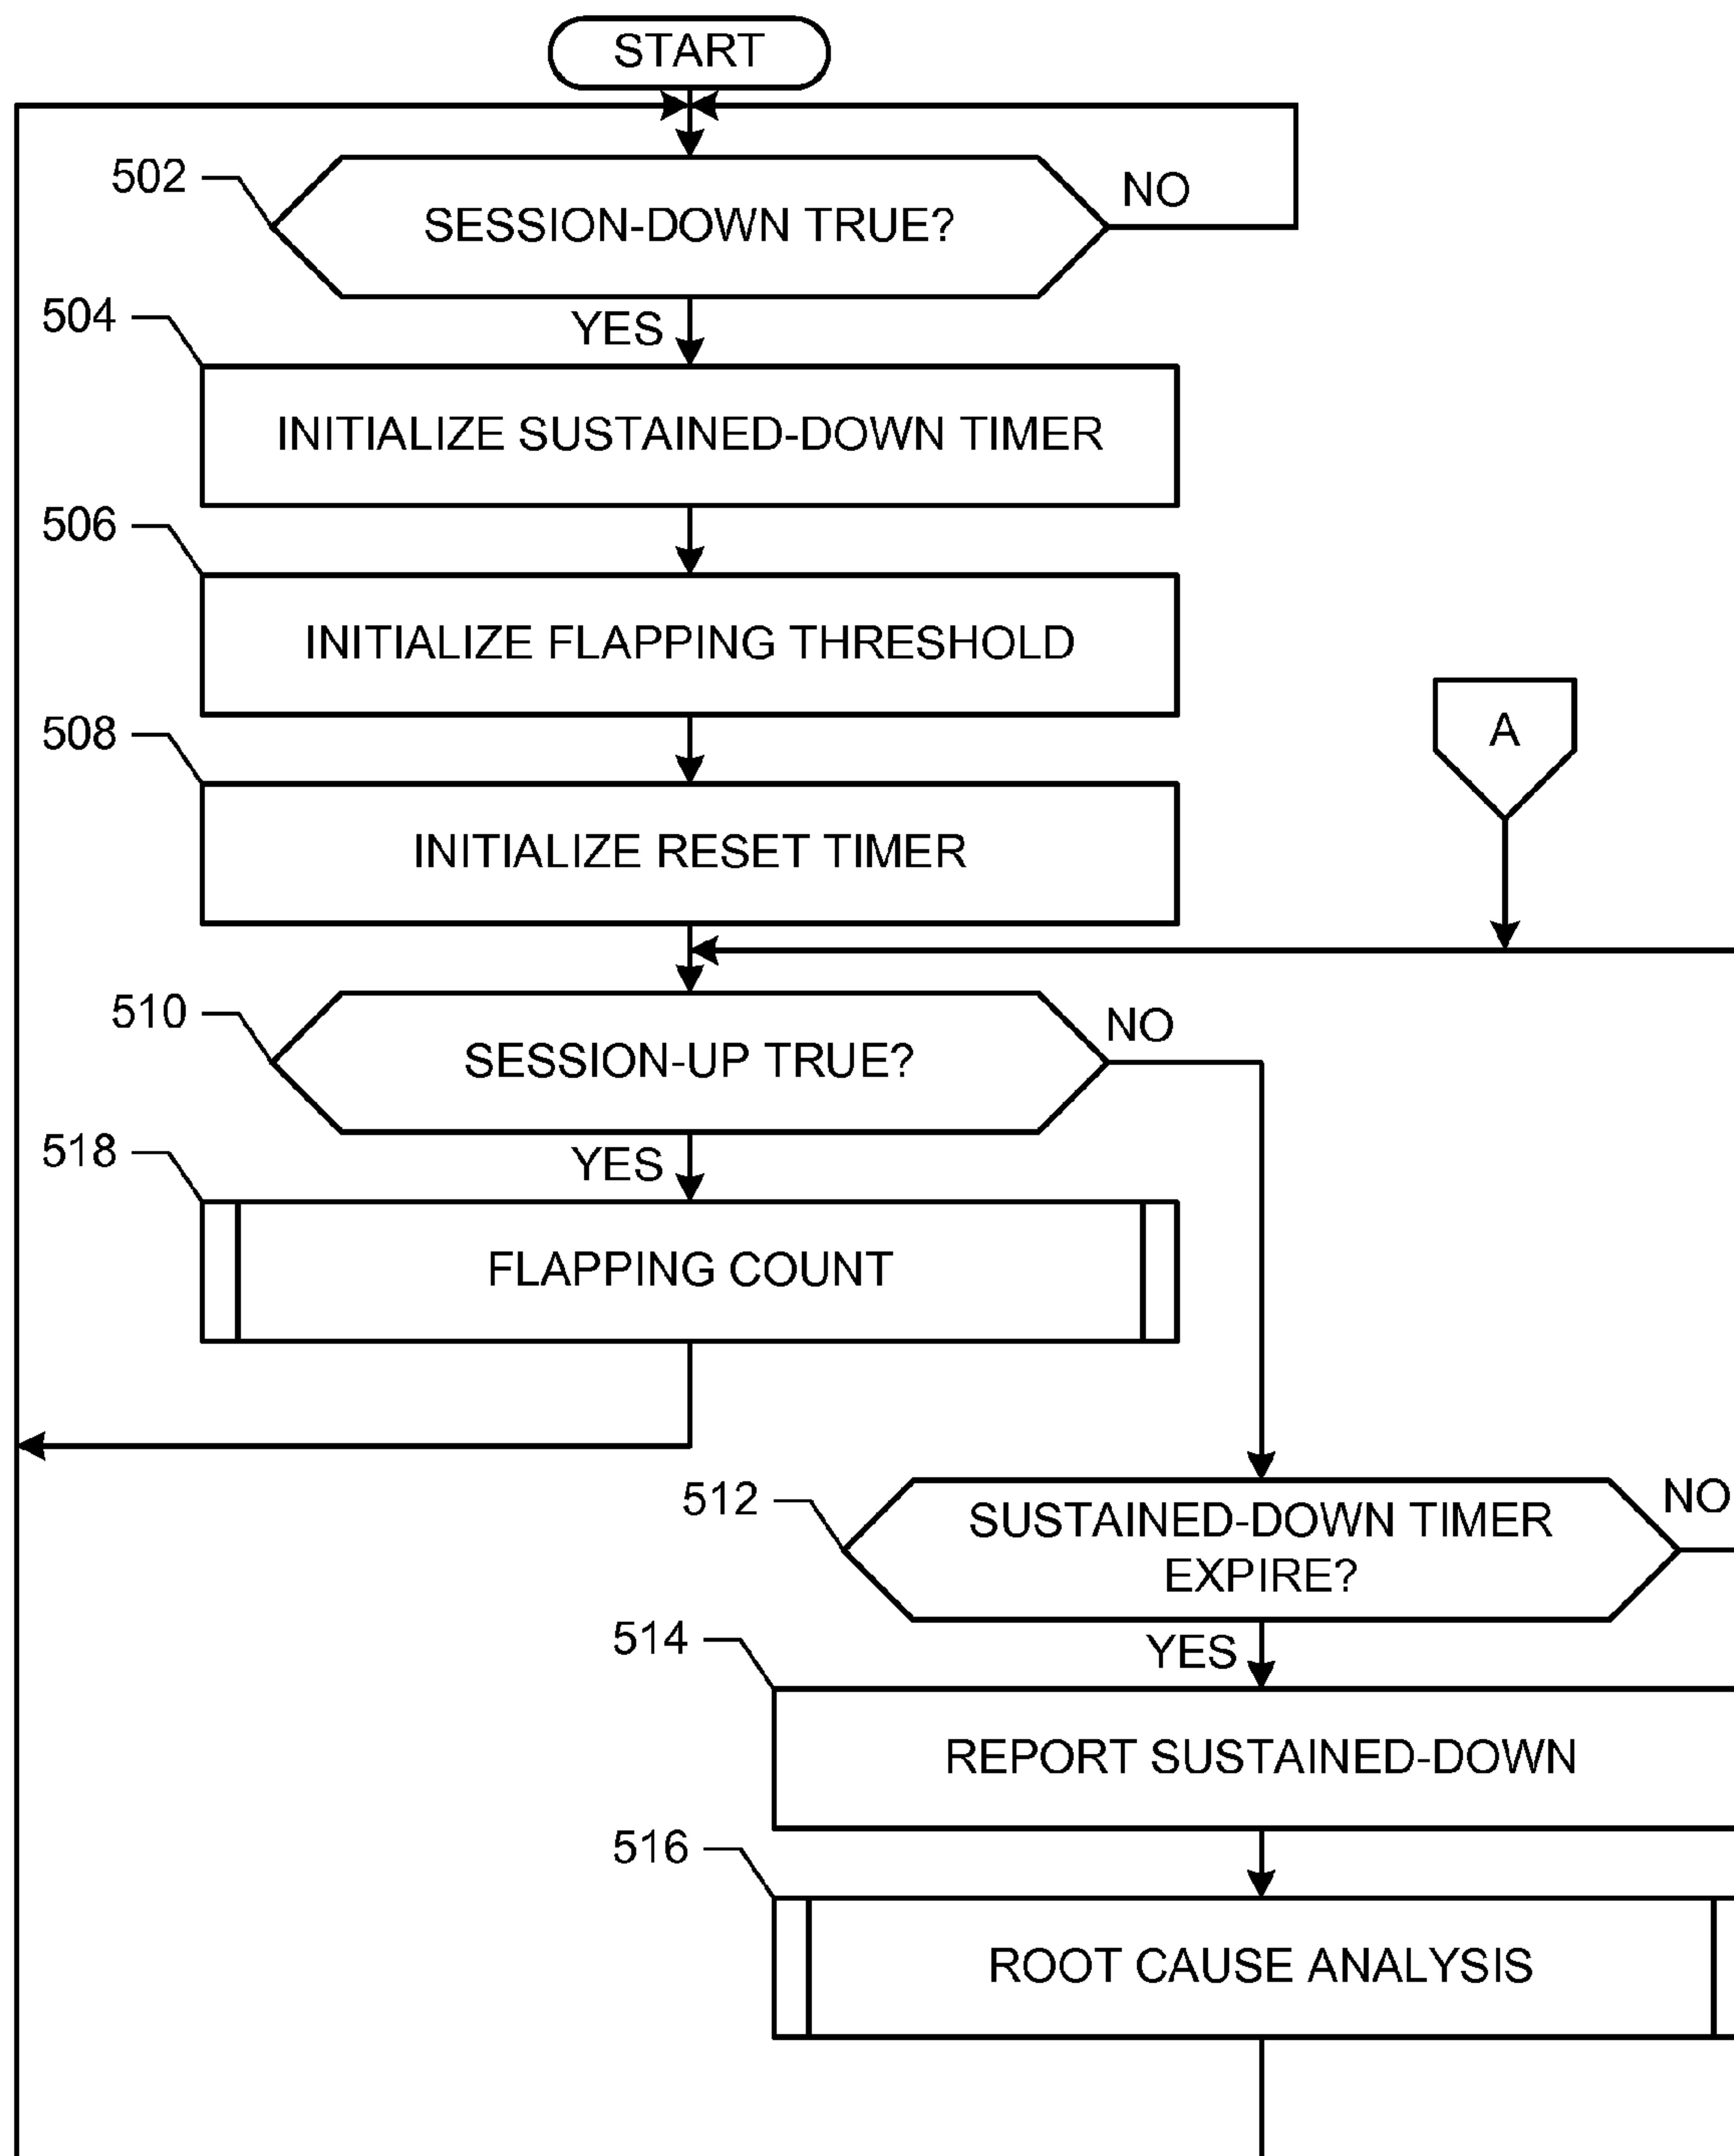 START
502
SESSION-DOWN TRUE?
NO
YES
504
INITIALIZE SUSTAINED-DOWN TIMER
506
INITIALIZE FLAPPING THRESHOLD
508
INITIALIZE RESET TIMER
A
510
SESSION-UP TRUE?
NO
YES
518
FLAPPING COUNT
512
SUSTAINED-DOWN TIMER
EXPIRE?
NO
YES
514
REPORT SUSTAINED-DOWN
516
ROOT CAUSE ANALYSIS